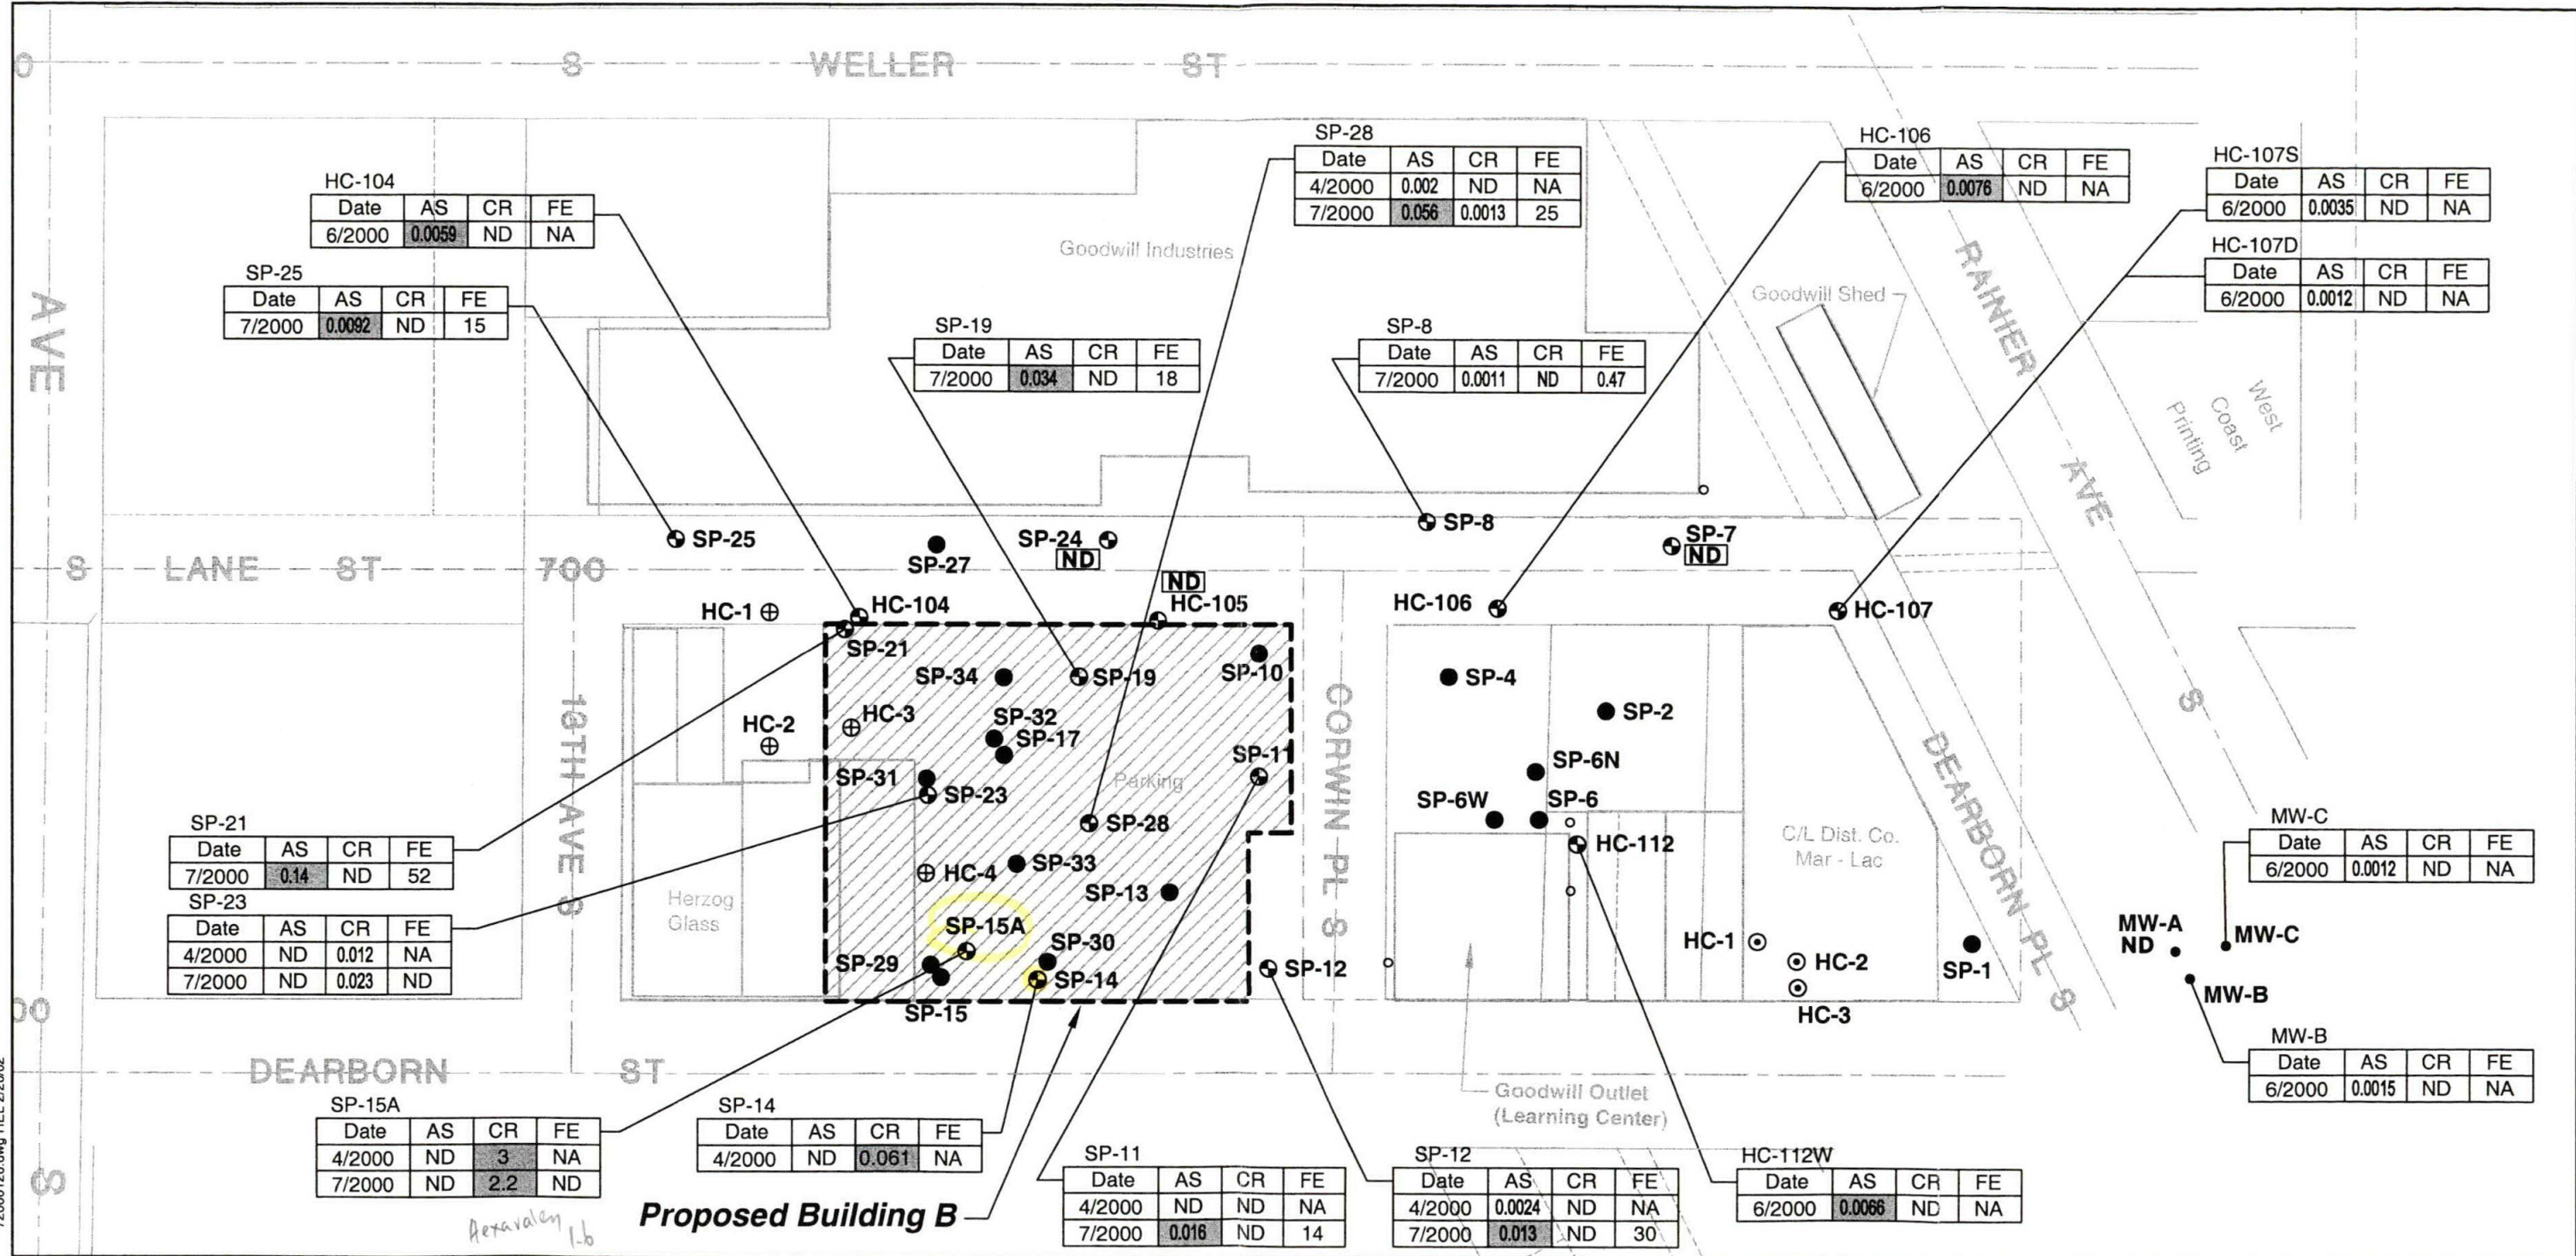 S WELLER ST
AVE
HC-104
Date AS CR FE
6/2000 0.0059 ND NA
SP-25
Date AS CR FE
7/2000 0.0092 ND 15
SP-28
Date AS CR FE
4/2000 0.002 ND NA
7/2000 0.056 0.0013 25
HC-106
Date AS CR FE
6/2000 0.0076 ND NA
HC-107S
Date AS CR FE
6/2000 0.0035 ND NA
HC-107D
Date AS CR FE
6/2000 0.0012 ND NA
Goodwill Industries
Goodwill Shed
RAINIER AVE S
West
Coast
Printing
SP-19
Date AS CR FE
7/2000 0.034 ND 18
SP-8
Date AS CR FE
7/2000 0.0011 ND 0.47
SP-25
SP-27
SP-24
ND
SP-8
SP-7
ND
S LANE ST 700
HC-1
HC-104
ND
HC-105
HC-106
HC-107
SP-21
SP-34
SP-19
SP-10
SP-4
SP-2
HC-2
HC-3
SP-32
SP-17
SP-11
SP-31
SP-23
Parking
SP-6N
SP-6W
SP-6
SP-28
HC-112
10TH AVE S
CORWIN PL S
DEARBORN PL S
C/L Dist. Co.
Mar - Lac
HC-4
SP-33
SP-13
Herzog
Glass
SP-15A
SP-30
SP-29
SP-14
SP-15
SP-12
HC-1
HC-2
HC-3
SP-1
MW-A
ND
MW-C
MW-B
SP-21
Date AS CR FE
7/2000 0.14 ND 52
SP-23
Date AS CR FE
4/2000 ND 0.012 NA
7/2000 ND 0.023 ND
MW-C
Date AS CR FE
6/2000 0.0012 ND NA
MW-B
Date AS CR FE
6/2000 0.0015 ND NA
00
DEARBORN ST
S
Goodwill Outlet
(Learning Center)
SP-15A
Date AS CR FE
4/2000 ND 3 NA
7/2000 ND 2.2 ND
SP-14
Date AS CR FE
4/2000 ND 0.061 NA
Proposed Building B
SP-11
Date AS CR FE
4/2000 ND ND NA
7/2000 0.016 ND 14
SP-12
Date AS CR FE
4/2000 0.0024 ND NA
7/2000 0.013 ND 30
HC-112W
Date AS CR FE
6/2000 0.0066 ND NA